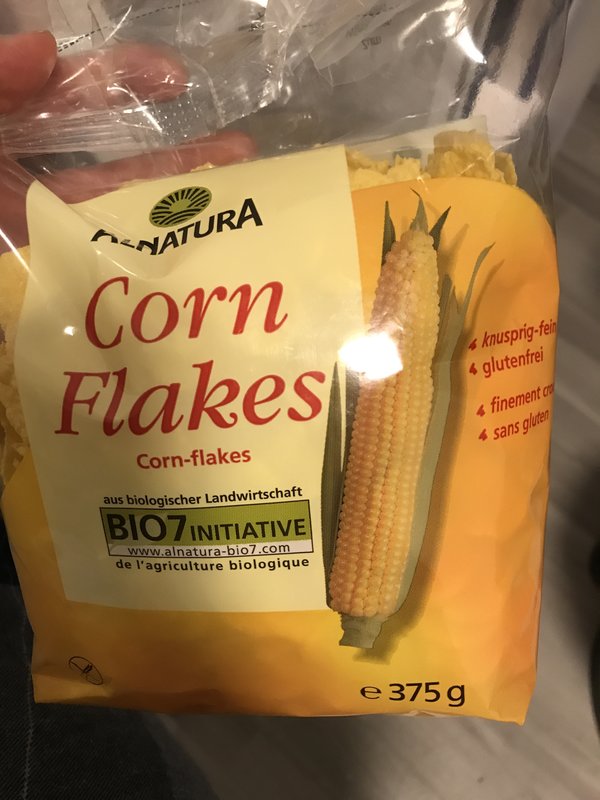 ALNATURA
Corn
Flakes
Corn-flakes
aus biologischer Landwirtschaft
BIO7 INITIATIVE
www.alnatura-bio7.com
de l'agriculture biologique
knusprig-fein
glutenfrei
finement
sans gluten
e 375 g